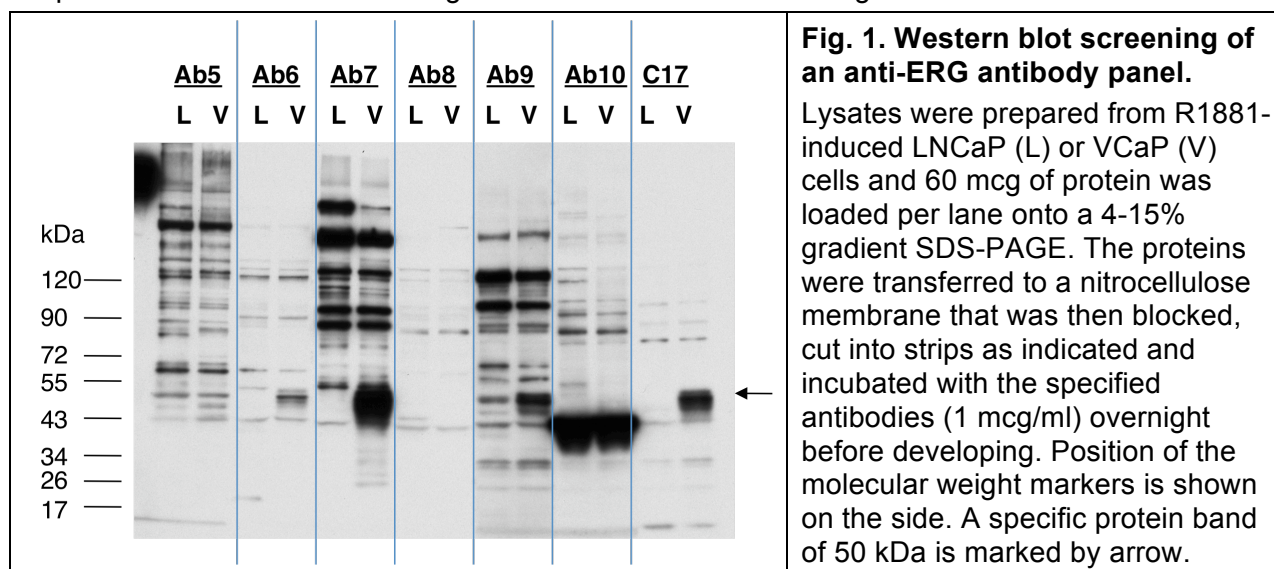 Ab5 Ab6 Ab7 Ab8 Ab9 Ab10 C17
L V L V L V L V L V L V L V
kDa
120
90
72
55
43
34
26
17
Fig. 1. Western blot screening of
an anti-ERG antibody panel.
Lysates were prepared from R1881-
induced LNCaP (L) or VCaP (V)
cells and 60 mcg of protein was
loaded per lane onto a 4-15%
gradient SDS-PAGE. The proteins
were transferred to a nitrocellulose
membrane that was then blocked,
cut into strips as indicated and
incubated with the specified
antibodies (1 mcg/ml) overnight
before developing. Position of the
molecular weight markers is shown
on the side. A specific protein band
of 50 kDa is marked by arrow.